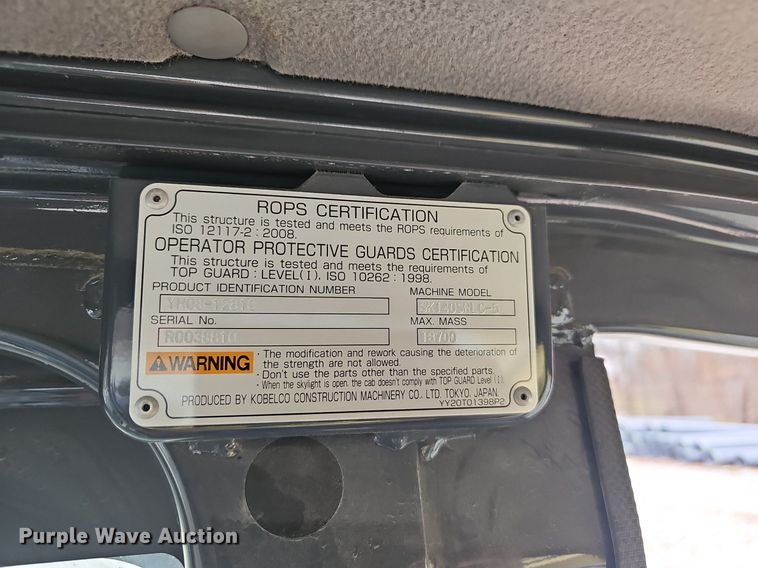 ROPS CERTIFICATION
This structure is tested and meets the ROPS requirements of
ISO 12117-2 : 2008.
OPERATOR PROTECTIVE GUARDS CERTIFICATION
This structure is tested and meets the requirements of
TOP GUARD : LEVEL(I). ISO 10262 : 1998.
PRODUCT IDENTIFICATION NUMBER
MACHINE MODEL
SERIAL No.
MAX. MASS
18700
WARNING
· The modification and rework causing the deterioration of
the strength are not allowed.
· Don't use the parts other than the specified parts.
· When the skylight is open, the cab doesn't comply with TOP GUARD Level (I).
PRODUCED BY KOBELCO CONSTRUCTION MACHINERY CO. LTD. TOKYO. JAPAN.
YY20T01398P2
Purple Wave Auction